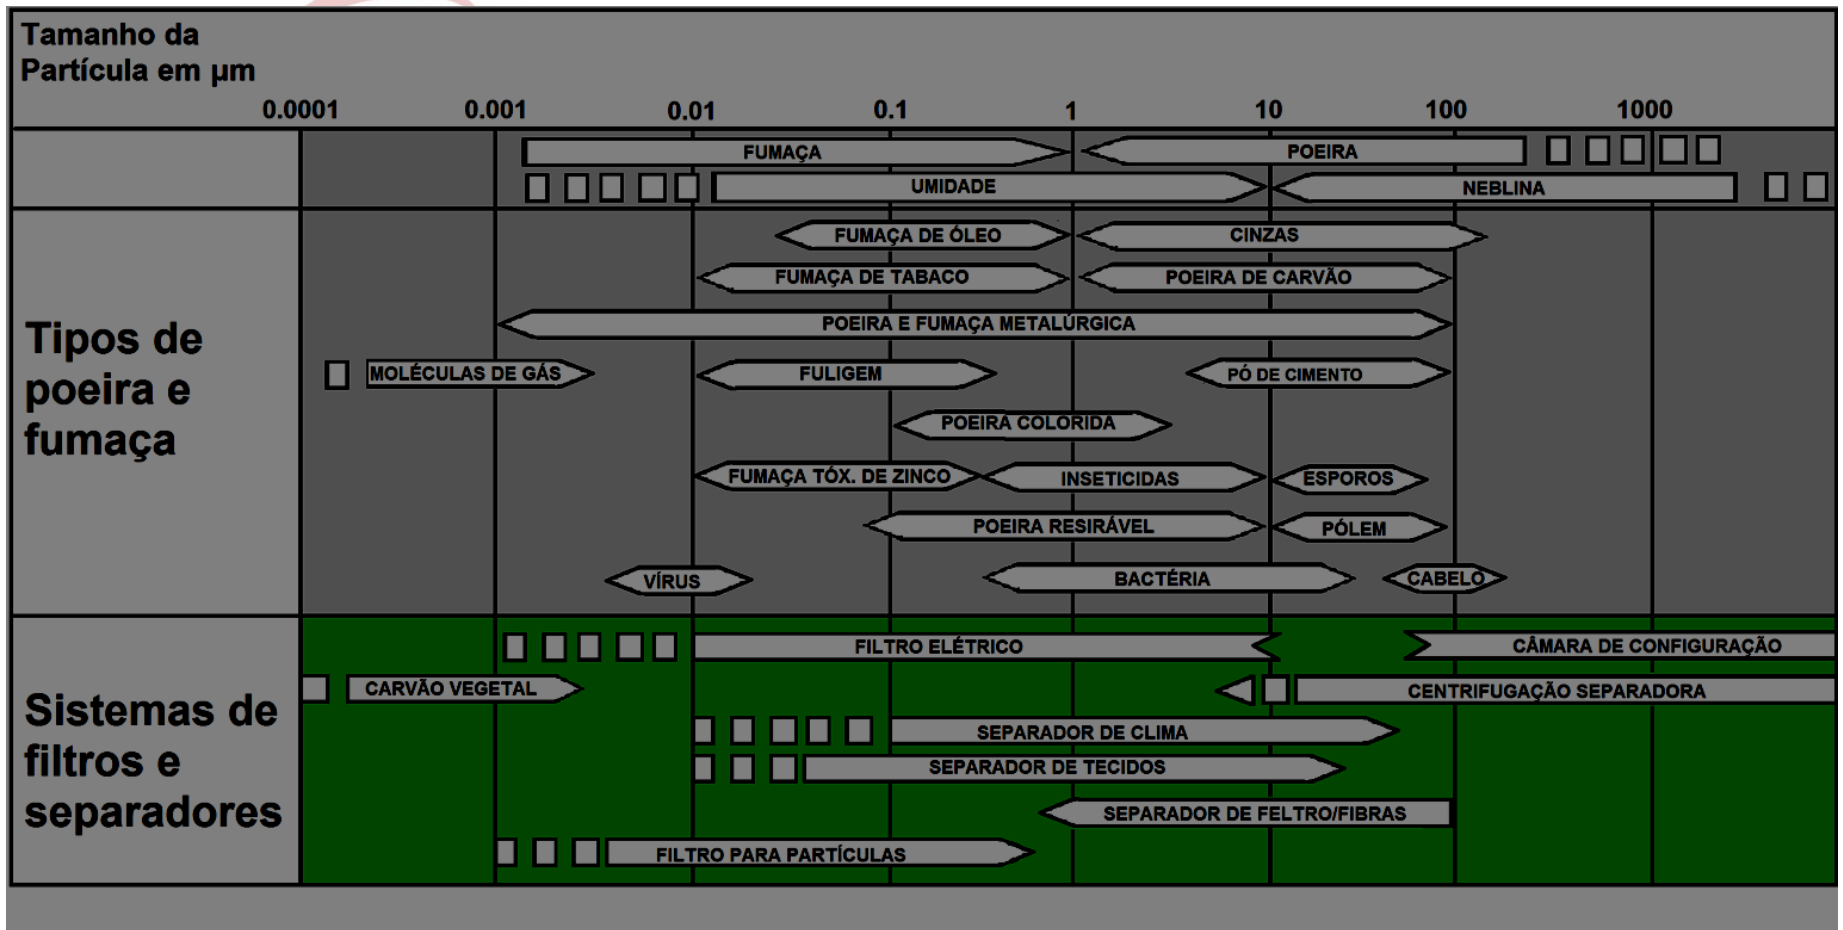 Tamanho da
Partícula em µm
0.0001 0.001 0.01 0.1 1 10 100 1000
FUMAÇA POEIRA
UMIDADE NEBLINA
Tipos de
poeira e
fumaça
FUMAÇA DE ÓLEO CINZAS
FUMAÇA DE TABACO POEIRA DE CARVÃO
POEIRA E FUMAÇA METALÚRGICA
MOLÉCULAS DE GÁS FULIGEM PÓ DE CIMENTO
POEIRA COLORIDA
FUMAÇA TÓX. DE ZINCO INSETICIDAS ESPOROS
POEIRA RESIRÁVEL PÓLEM
VÍRUS BACTÉRIA CABELO
Sistemas de
filtros e
separadores
FILTRO ELÉTRICO CÂMARA DE CONFIGURAÇÃO
CARVÃO VEGETAL CENTRIFUGAÇÃO SEPARADORA
SEPARADOR DE CLIMA
SEPARADOR DE TECIDOS
SEPARADOR DE FELTRO/FIBRAS
FILTRO PARA PARTÍCULAS